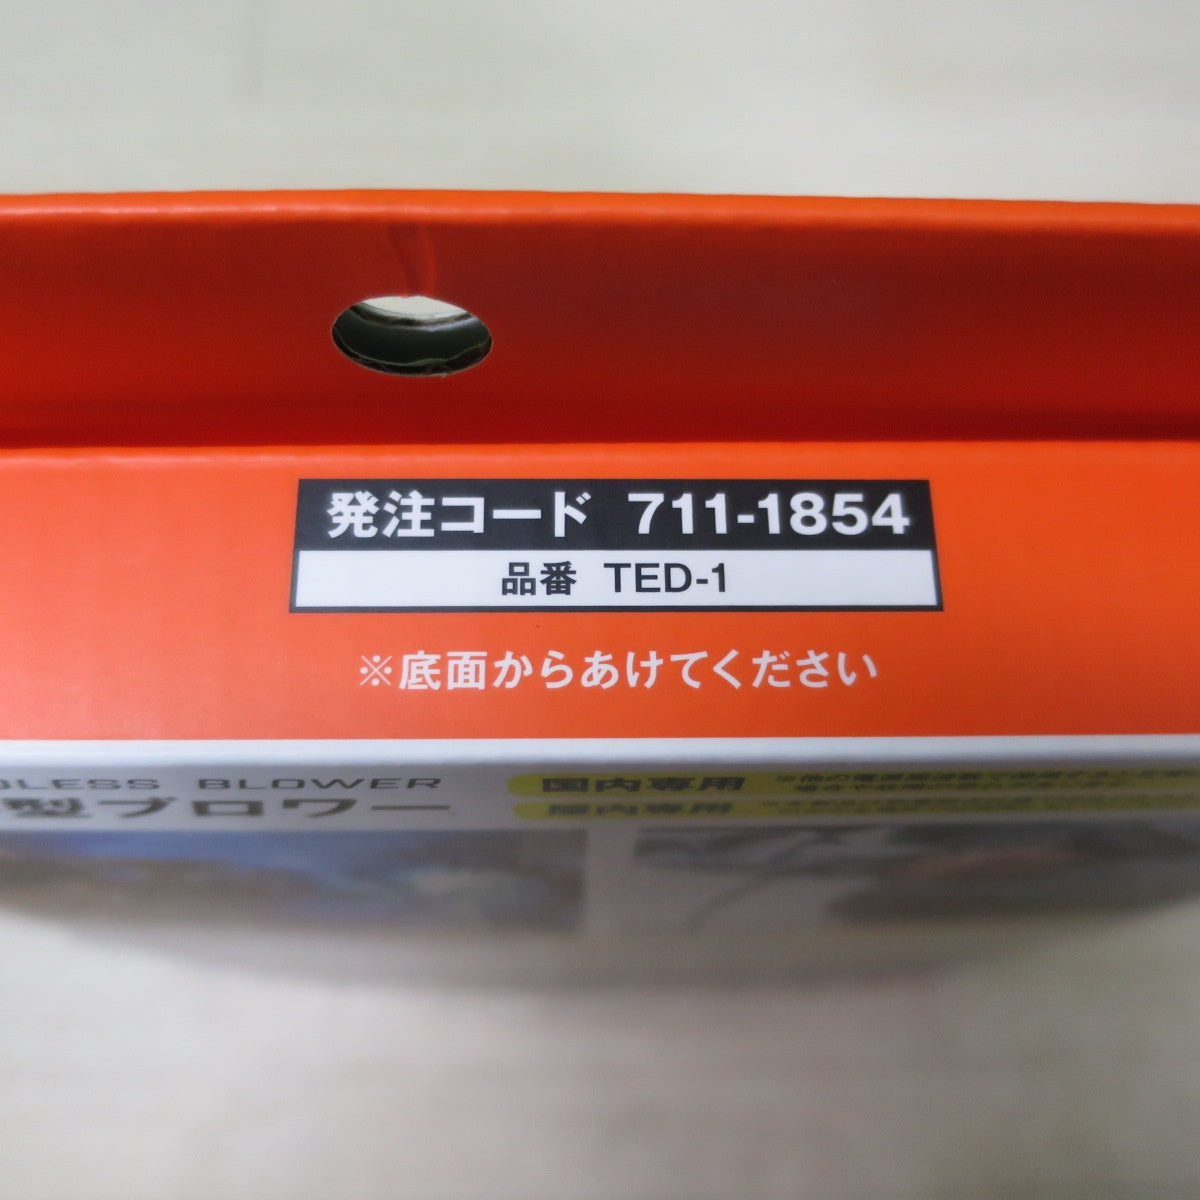 発注コード 711-1854
品番 TED-1
※底面からあけてください
BLESS BLOWER
型ブロワー
国内専用
屋内専用